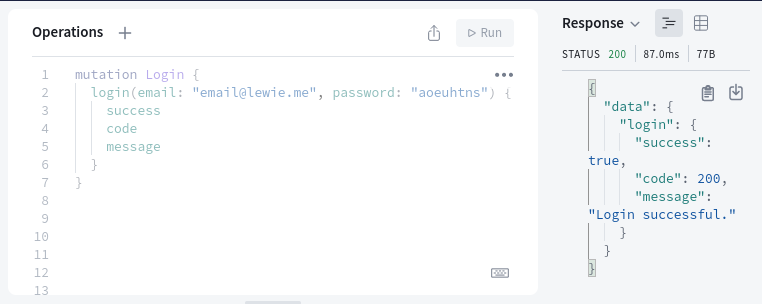 Operations
Run
1 mutation Login {
2 login(email: "email@lewie.me", password: "aoeuhtns") {
3 success
4 code
5 message
6 }
7 }
8
9
10
11
12
13
Response
STATUS 200 87.0ms 77B
{
"data": {
"login": {
"success":
true,
"code": 200,
"message":
"Login successful."
}
}
}